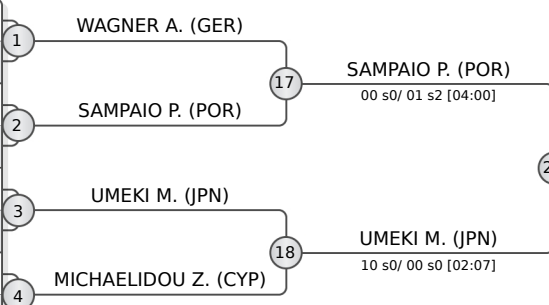 WAGNER A. (GER)
1
17
SAMPAIO P. (POR)
00 s0/ 01 s2 [04:00]
SAMPAIO P. (POR)
2
UMEKI M. (JPN)
3
18
UMEKI M. (JPN)
10 s0/ 00 s0 [02:07]
MICHAELIDOU Z. (CYP)
4